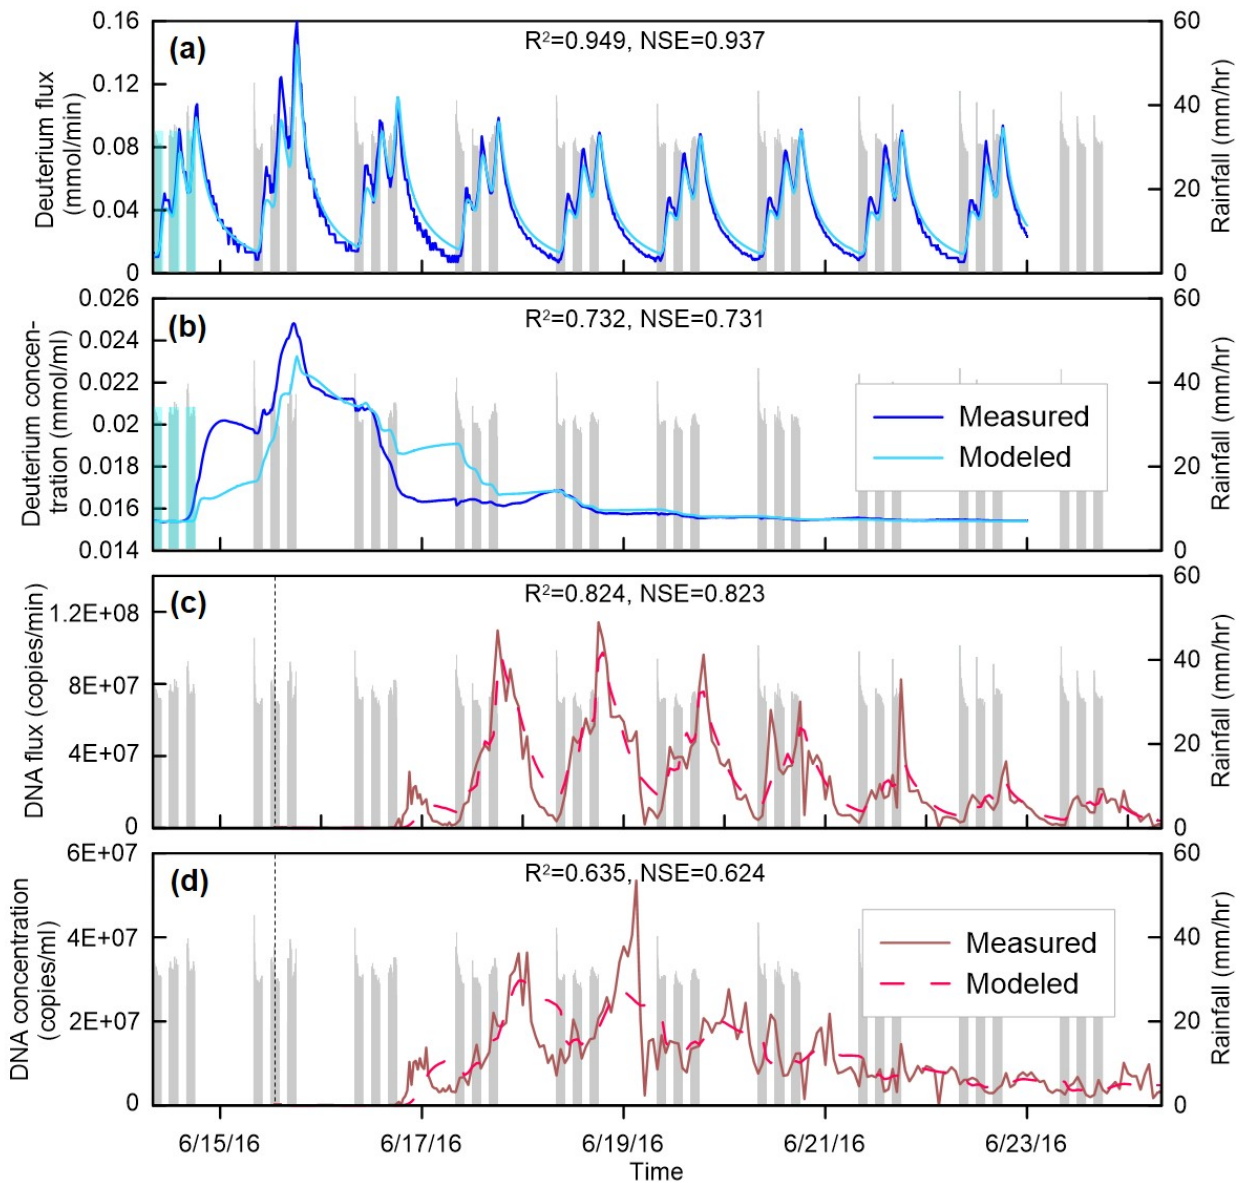 (a)
R²=0.949, NSE=0.937
Deuterium flux
(mmol/min)
0.16
0.12
0.08
0.04
0
60
40
20
0
Rainfall (mm/hr)
(b)
R²=0.732, NSE=0.731
Deuterium concen-
tration (mmol/ml)
0.026
0.024
0.022
0.02
0.018
0.016
0.014
Measured
Modeled
60
40
20
0
Rainfall (mm/hr)
(c)
R²=0.824, NSE=0.823
DNA flux (copies/min)
1.2E+08
8E+07
4E+07
0
60
40
20
0
Rainfall (mm/hr)
(d)
R²=0.635, NSE=0.624
DNA concentration
(copies/ml)
6E+07
4E+07
2E+07
0
Measured
Modeled
60
40
20
0
Rainfall (mm/hr)
6/15/16 6/17/16 6/19/16 6/21/16 6/23/16
Time